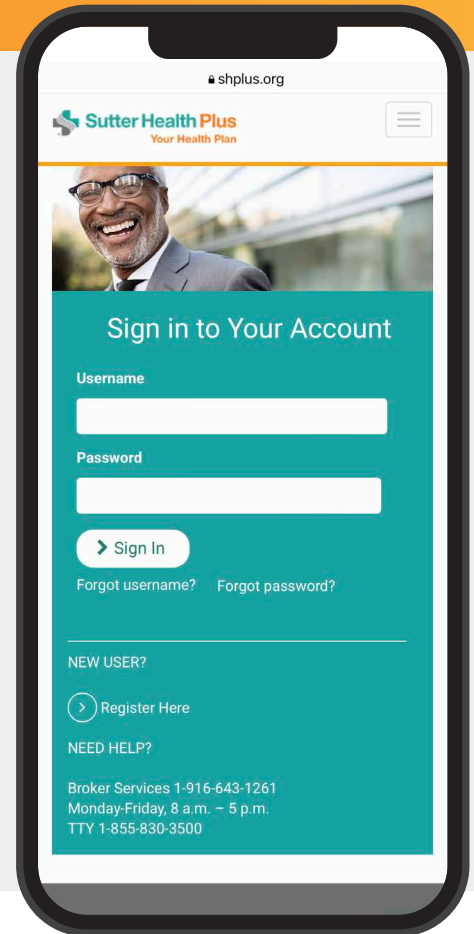 shplus.org
Sutter Health Plus
Your Health Plan
Sign in to Your Account
Username
Password
Sign In
Forgot username? Forgot password?
NEW USER?
Register Here
NEED HELP?
Broker Services 1-916-643-1261
Monday-Friday, 8 a.m. – 5 p.m.
TTY 1-855-830-3500